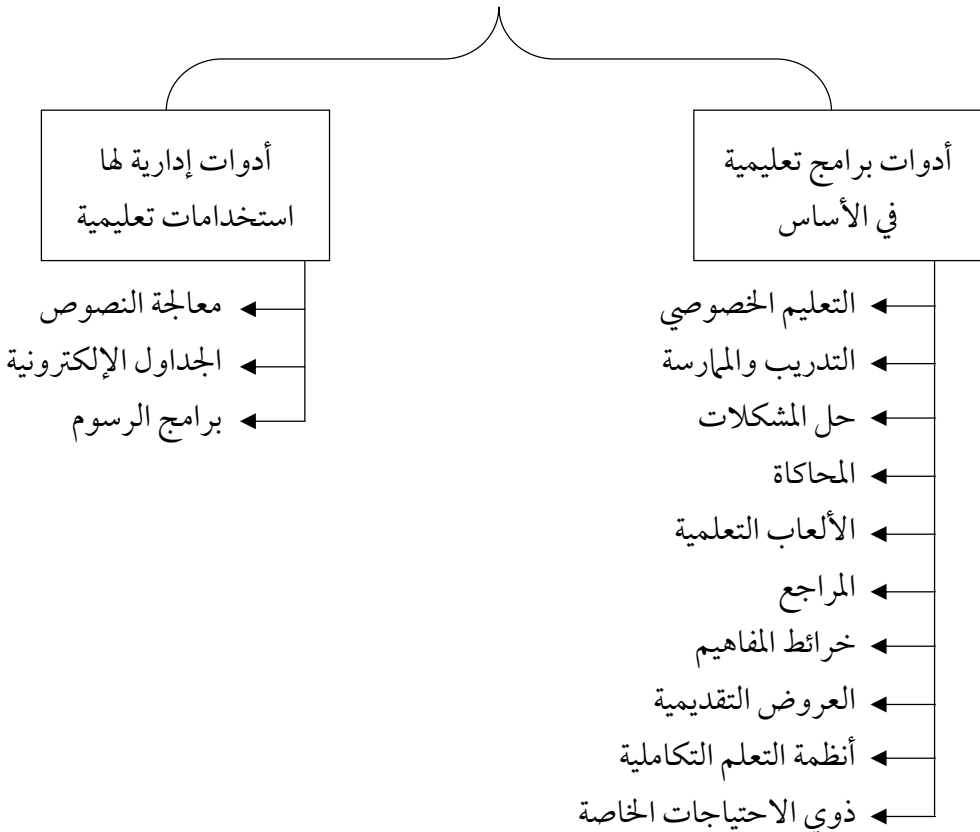 أدوات برامج تعليمية
في الأساس
التعليم الخصوصي
التدريب والممارسة
حل المشكلات
المحاكاة
الألعاب التعلمية
المراجع
خرائط المفاهيم
العروض التقديمية
أنظمة التعلم التكاملية
ذوي الاحتياجات الخاصة
أدوات إدارية لها
استخدامات تعليمية
معالجة النصوص
الجداول الإلكترونية
برامج الرسوم